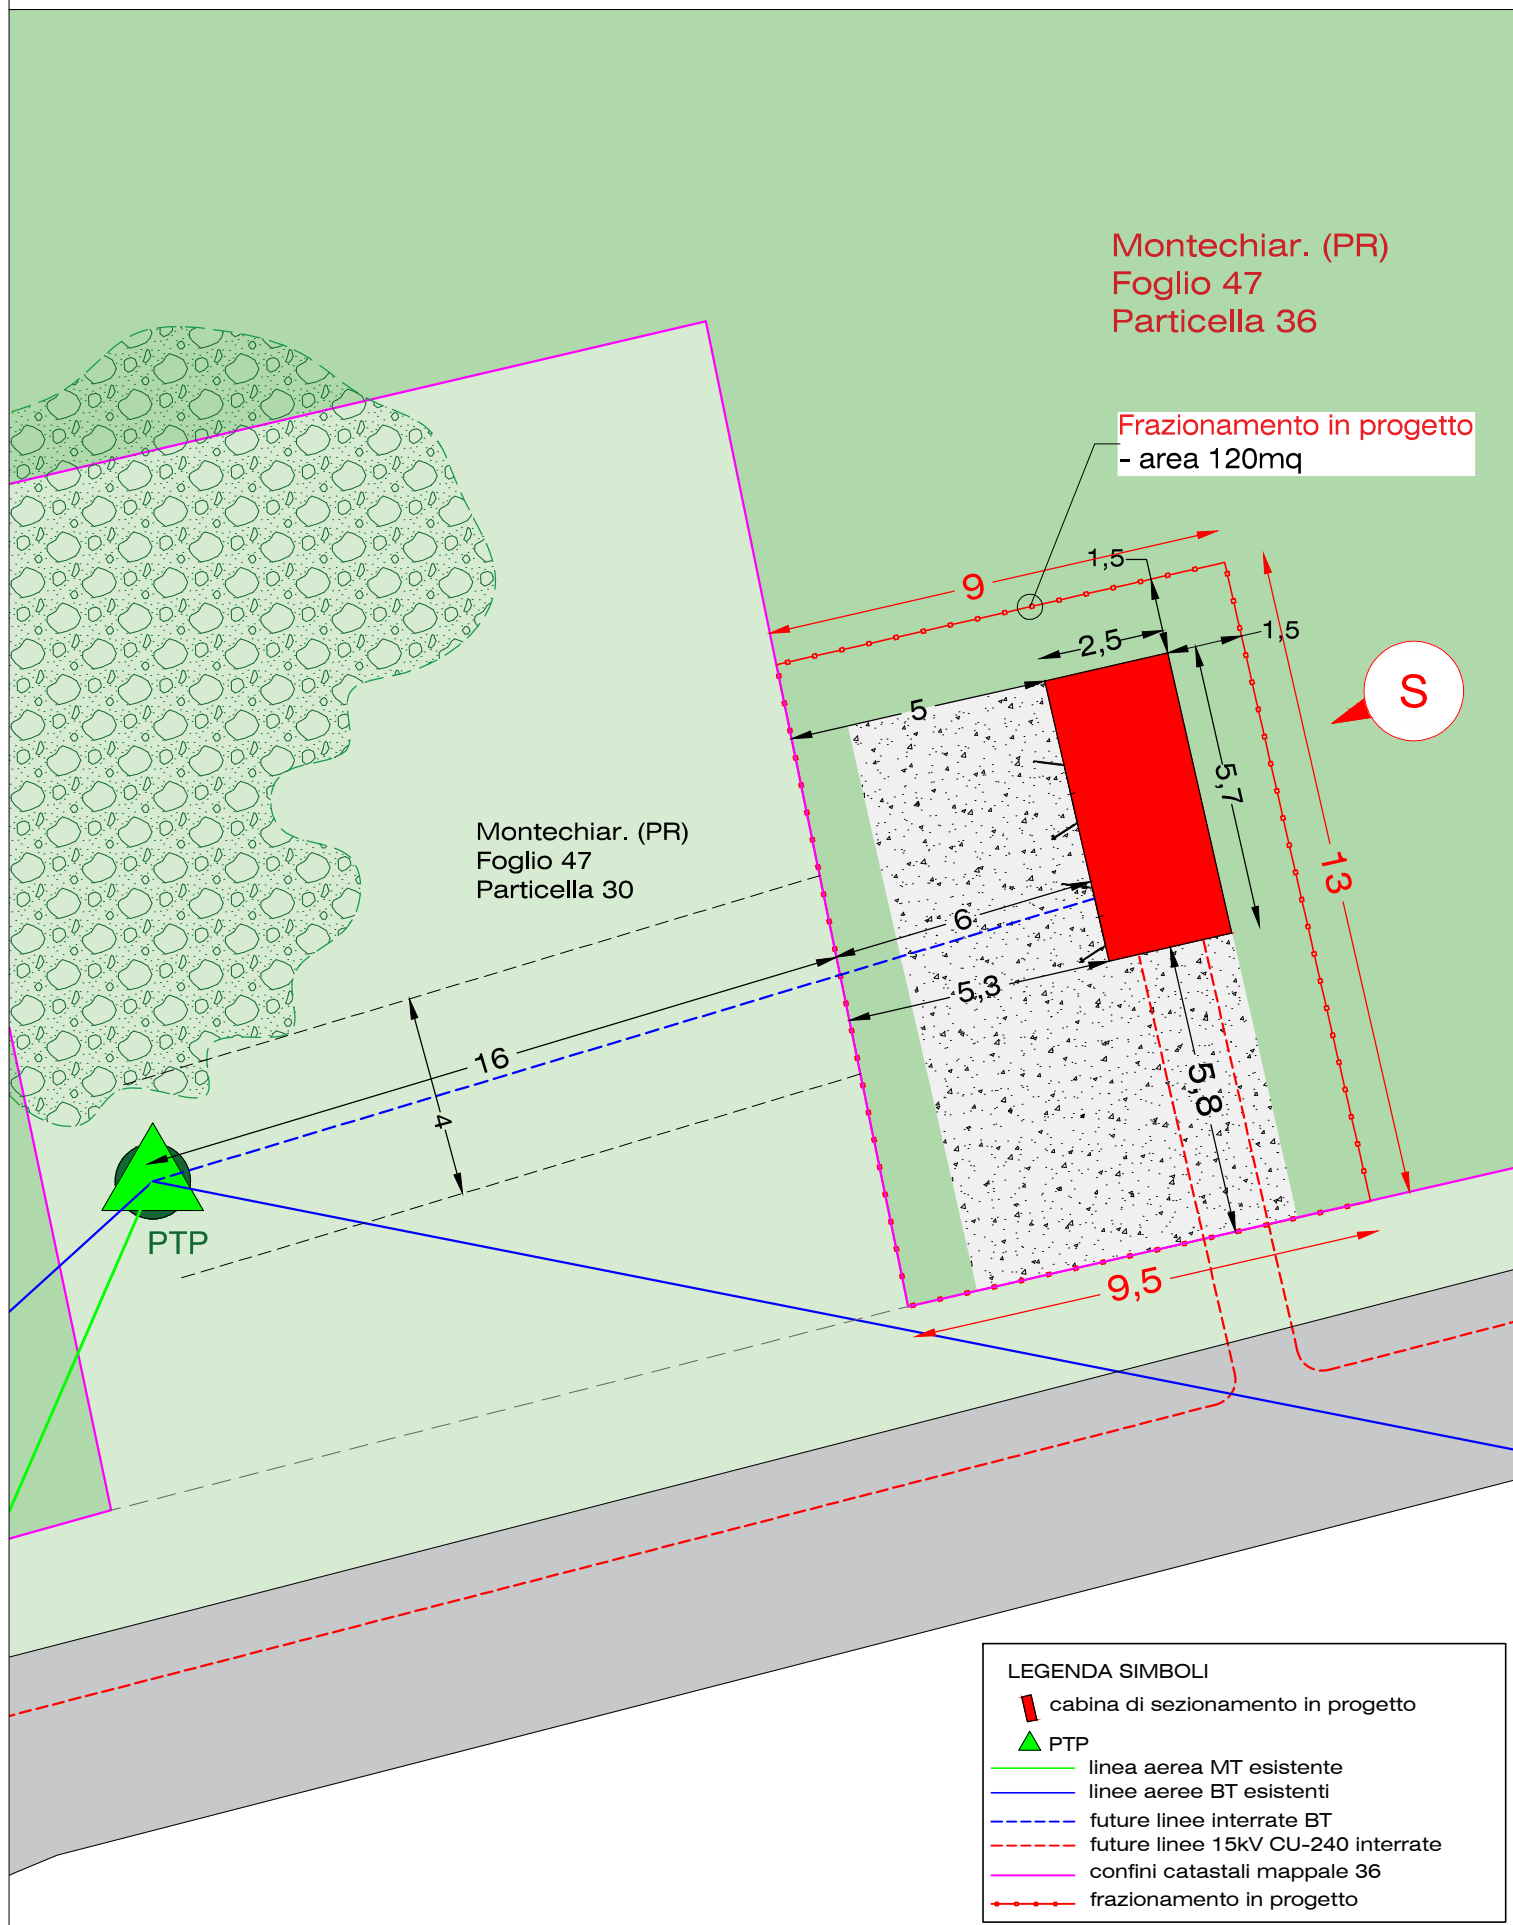 Montechiar. (PR)
Foglio 47
Particella 36
Frazionamento in progetto
- area 120mq
1,5
9
2,5
1,5
S
5
5,7
Montechiar. (PR)
Foglio 47
Particella 30
13
6
5,3
16
5,8
4
PTP
9,5
LEGENDA SIMBOLI
cabina di sezionamento in progetto
PTP
linea aerea MT esistente
linee aeree BT esistenti
future linee interrate BT
future linee 15kV CU-240 interrate
confini catastali mappale 36
frazionamento in progetto